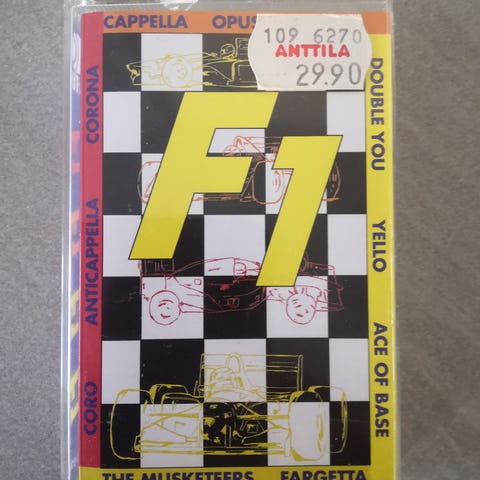 CAPPELLA OPUS
109 6270
ANTTILA
29.90
DOUBLE YOU
YELLO
ACE OF BASE
CORONA
ANTICAPPELLA
CORO
F1
THE MUSKETEERS FARGETTA